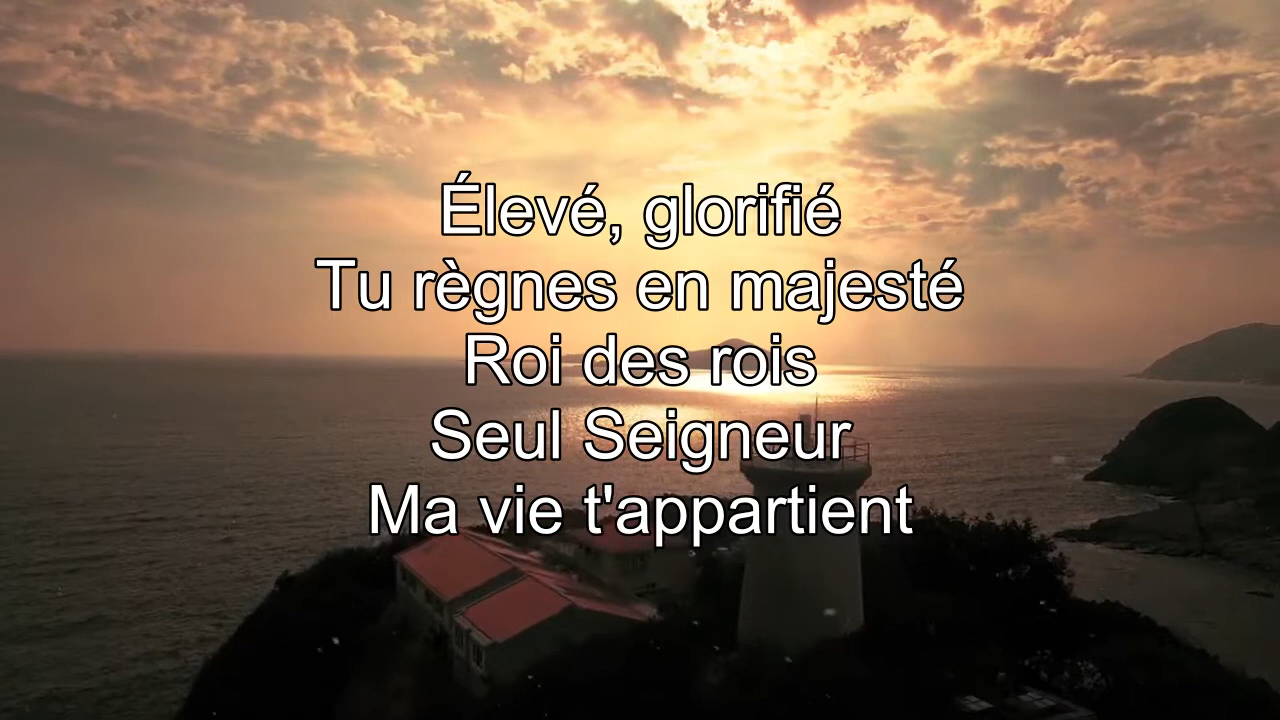 Élevé, glorifié
Tu règnes en majesté
Roi des rois
Seul Seigneur
Ma vie t'appartient